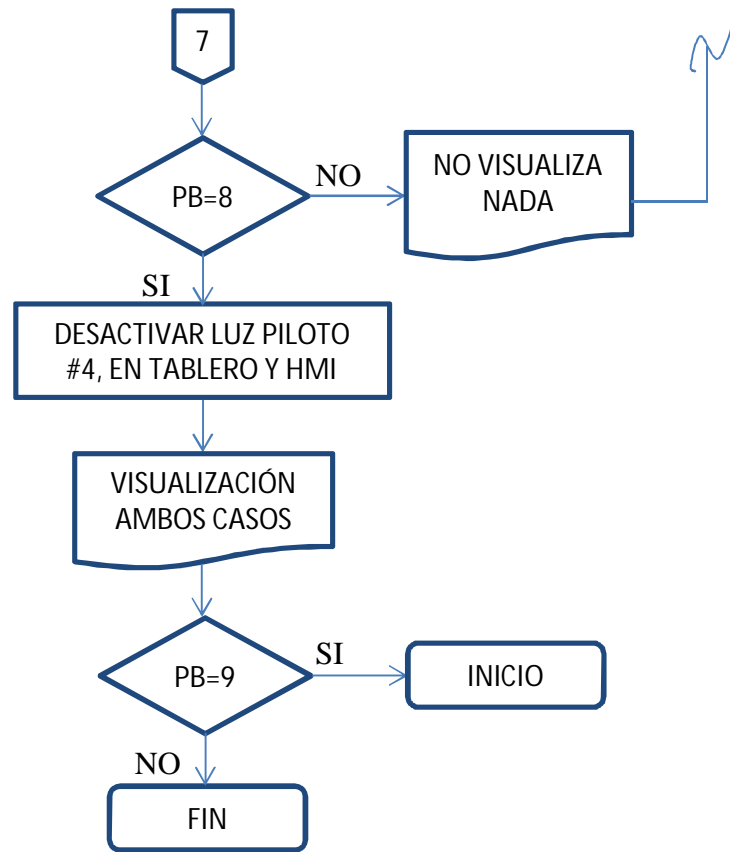 7
PB=8
NO
NO VISUALIZA
NADA
SI
DESACTIVAR LUZ PILOTO
#4, EN TABLERO Y HMI
VISUALIZACIÓN
AMBOS CASOS
PB=9
SI
INICIO
NO
FIN